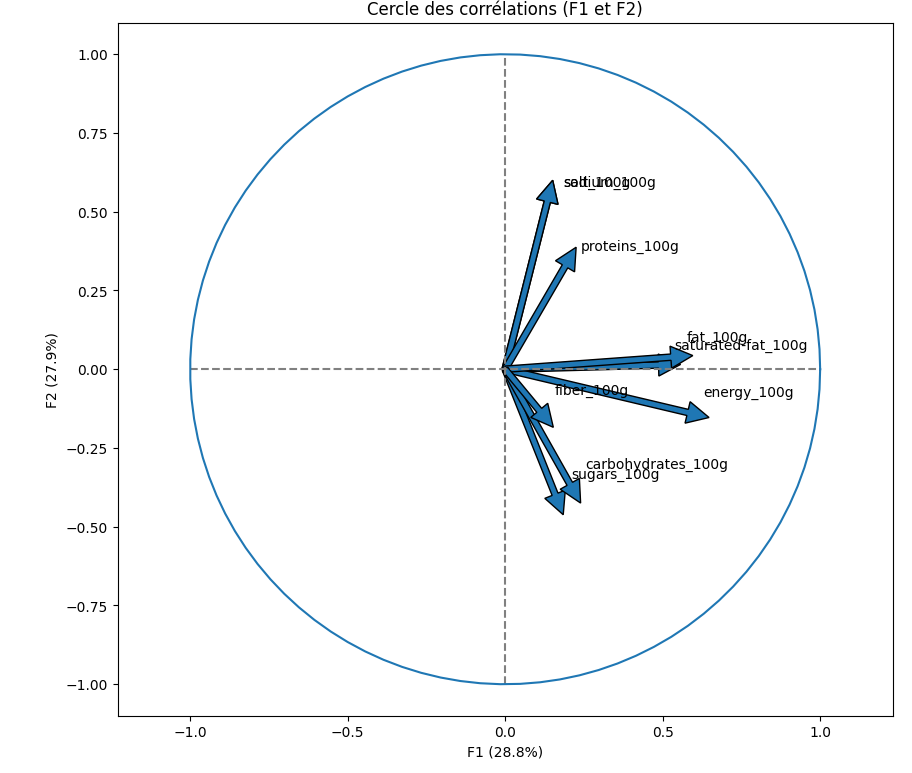 Cercle des corrélations (F1 et F2)
1.00
0.75
0.50
0.25
0.00
−0.25
−0.50
−0.75
−1.00
F2 (27.9%)
salt_100g
sodium_100g
proteins_100g
fat_100g
saturated-fat_100g
fiber_100g
energy_100g
carbohydrates_100g
sugars_100g
−1.0
−0.5
0.0
0.5
1.0
F1 (28.8%)